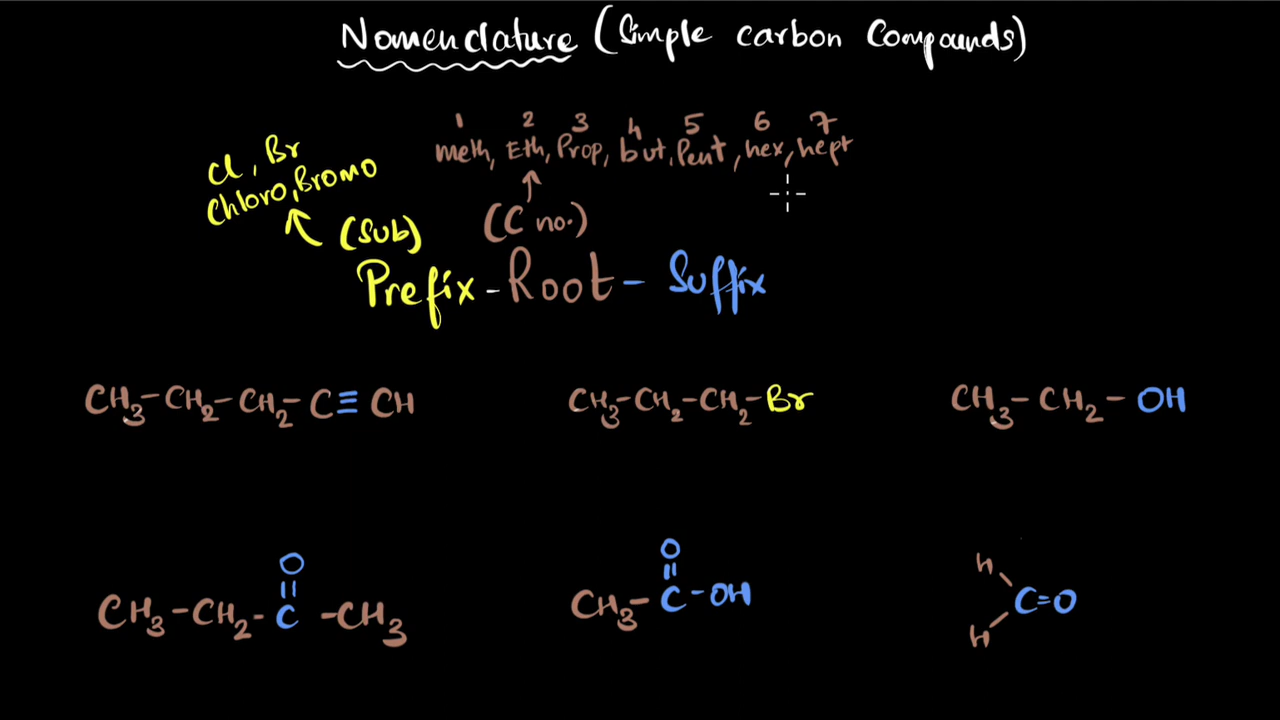 Nomenclature (Simple carbon Compounds)
1 2 3 4 5 6 7
meth, Eth, Prop, but, Pent, hex, hept
Cl, Br
Chloro, Bromo
(Sub)
(C no.)
Prefix - Root - Suffix
CH₃-CH₂-CH₂-C≡CH
CH₃-CH₂-CH₂-Br
CH₃-CH₂-OH
O
||
CH₃-CH₂-C-CH₃
O
||
CH₃-C-OH
H
C=O
H